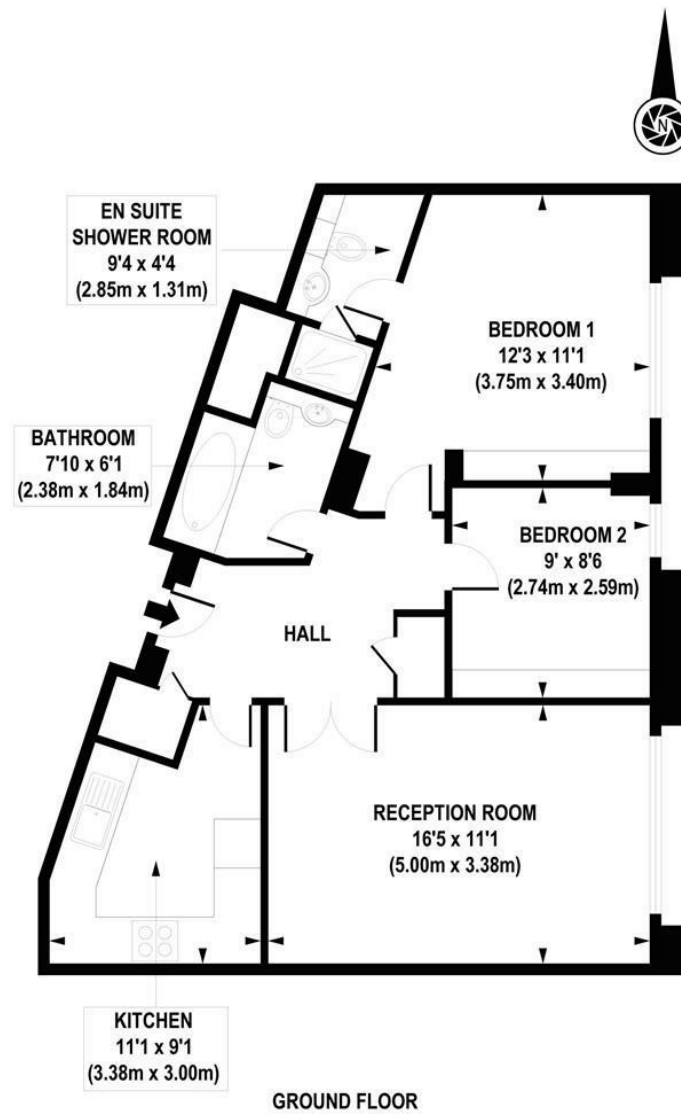 N
EN SUITE
SHOWER ROOM
9'4 x 4'4
(2.85m x 1.31m)
BEDROOM 1
12'3 x 11'1
(3.75m x 3.40m)
BATHROOM
7'10 x 6'1
(2.38m x 1.84m)
BEDROOM 2
9' x 8'6
(2.74m x 2.59m)
HALL
RECEPTION ROOM
16'5 x 11'1
(5.00m x 3.38m)
KITCHEN
11'1 x 9'1
(3.38m x 3.00m)
GROUND FLOOR